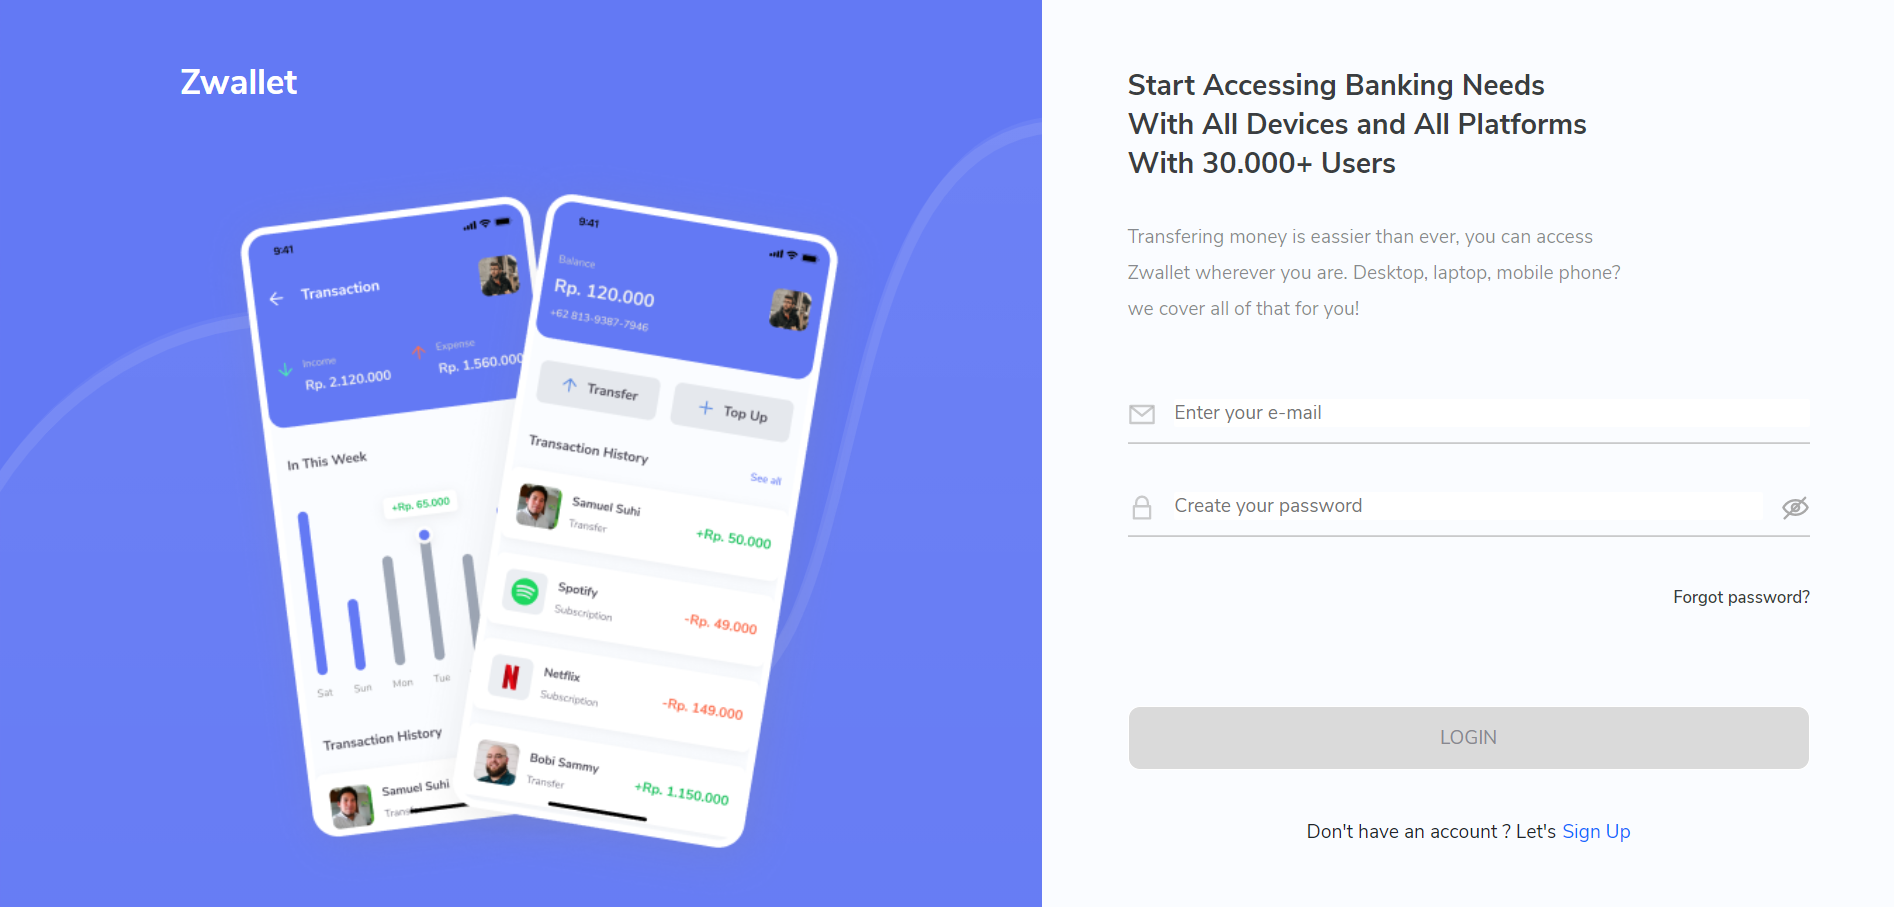 Zwallet
9:41
Transaction
Income
Rp. 2.120.000
Expense
Rp. 1.560.000
In This Week
+Rp. 65.000
Sat Sun Mon Tue
Transaction History
Samuel Suhi
9:41
Balance
Rp. 120.000
+62 813-9387-7946
Transfer
Top Up
Transaction History
See all
Samuel Suhi
Transfer
+Rp. 50.000
Spotify
Subscription
-Rp. 49.000
N
Netflix
Subscription
-Rp. 149.000
Bobi Sammy
Transfer
+Rp. 1.150.000
Start Accessing Banking Needs
With All Devices and All Platforms
With 30.000+ Users
Transfering money is eassier than ever, you can access
Zwallet wherever you are. Desktop, laptop, mobile phone?
we cover all of that for you!
Enter your e-mail
Create your password
Forgot password?
LOGIN
Don't have an account ? Let's Sign Up